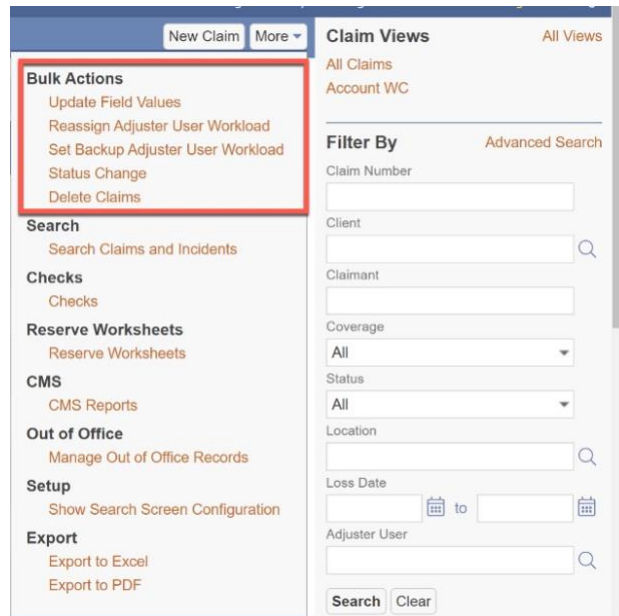 New Claim More
Bulk Actions
Update Field Values
Reassign Adjuster User Workload
Set Backup Adjuster User Workload
Status Change
Delete Claims
Search
Search Claims and Incidents
Checks
Checks
Reserve Worksheets
Reserve Worksheets
CMS
CMS Reports
Out of Office
Manage Out of Office Records
Setup
Show Search Screen Configuration
Export
Export to Excel
Export to PDF
Claim Views All Views
All Claims
Account WC
Filter By Advanced Search
Claim Number
Client
Claimant
Coverage
All
Status
All
Location
Loss Date
to
Adjuster User
Search Clear